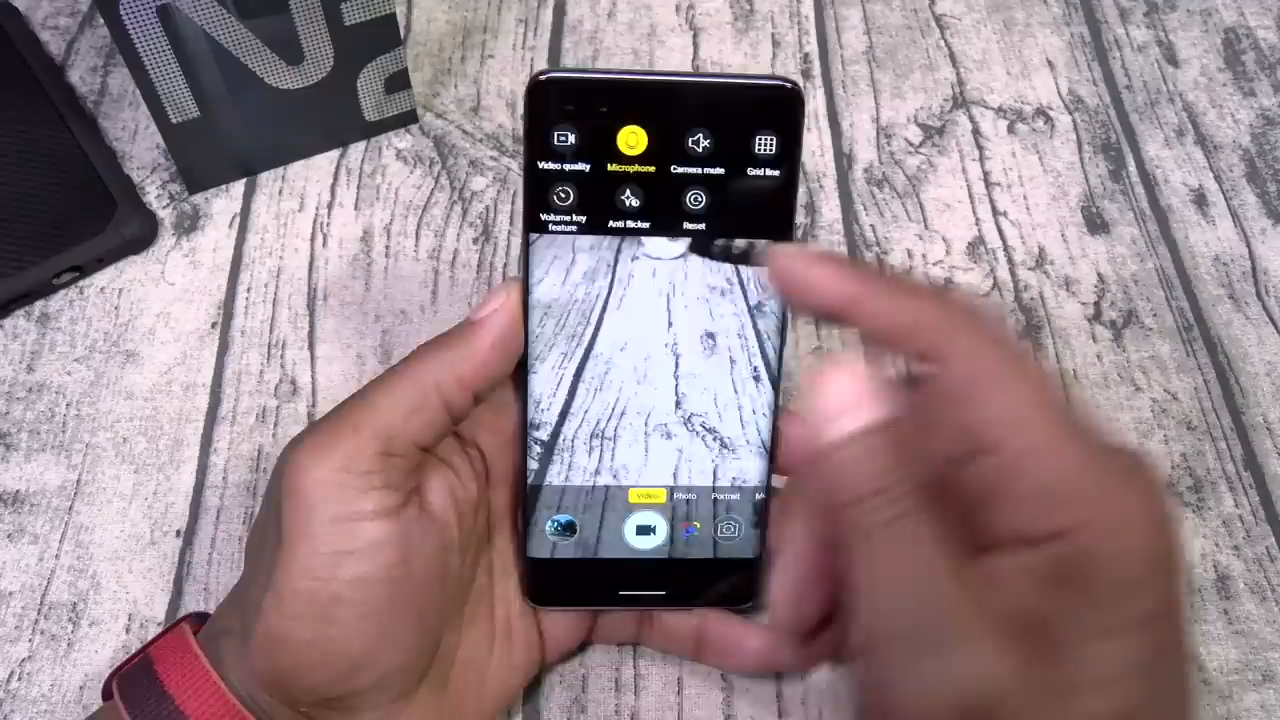 Video quality
Microphone
Camera mute
Grid line
Volume key
feature
Anti flicker
Reset
Video
Photo
Portrait